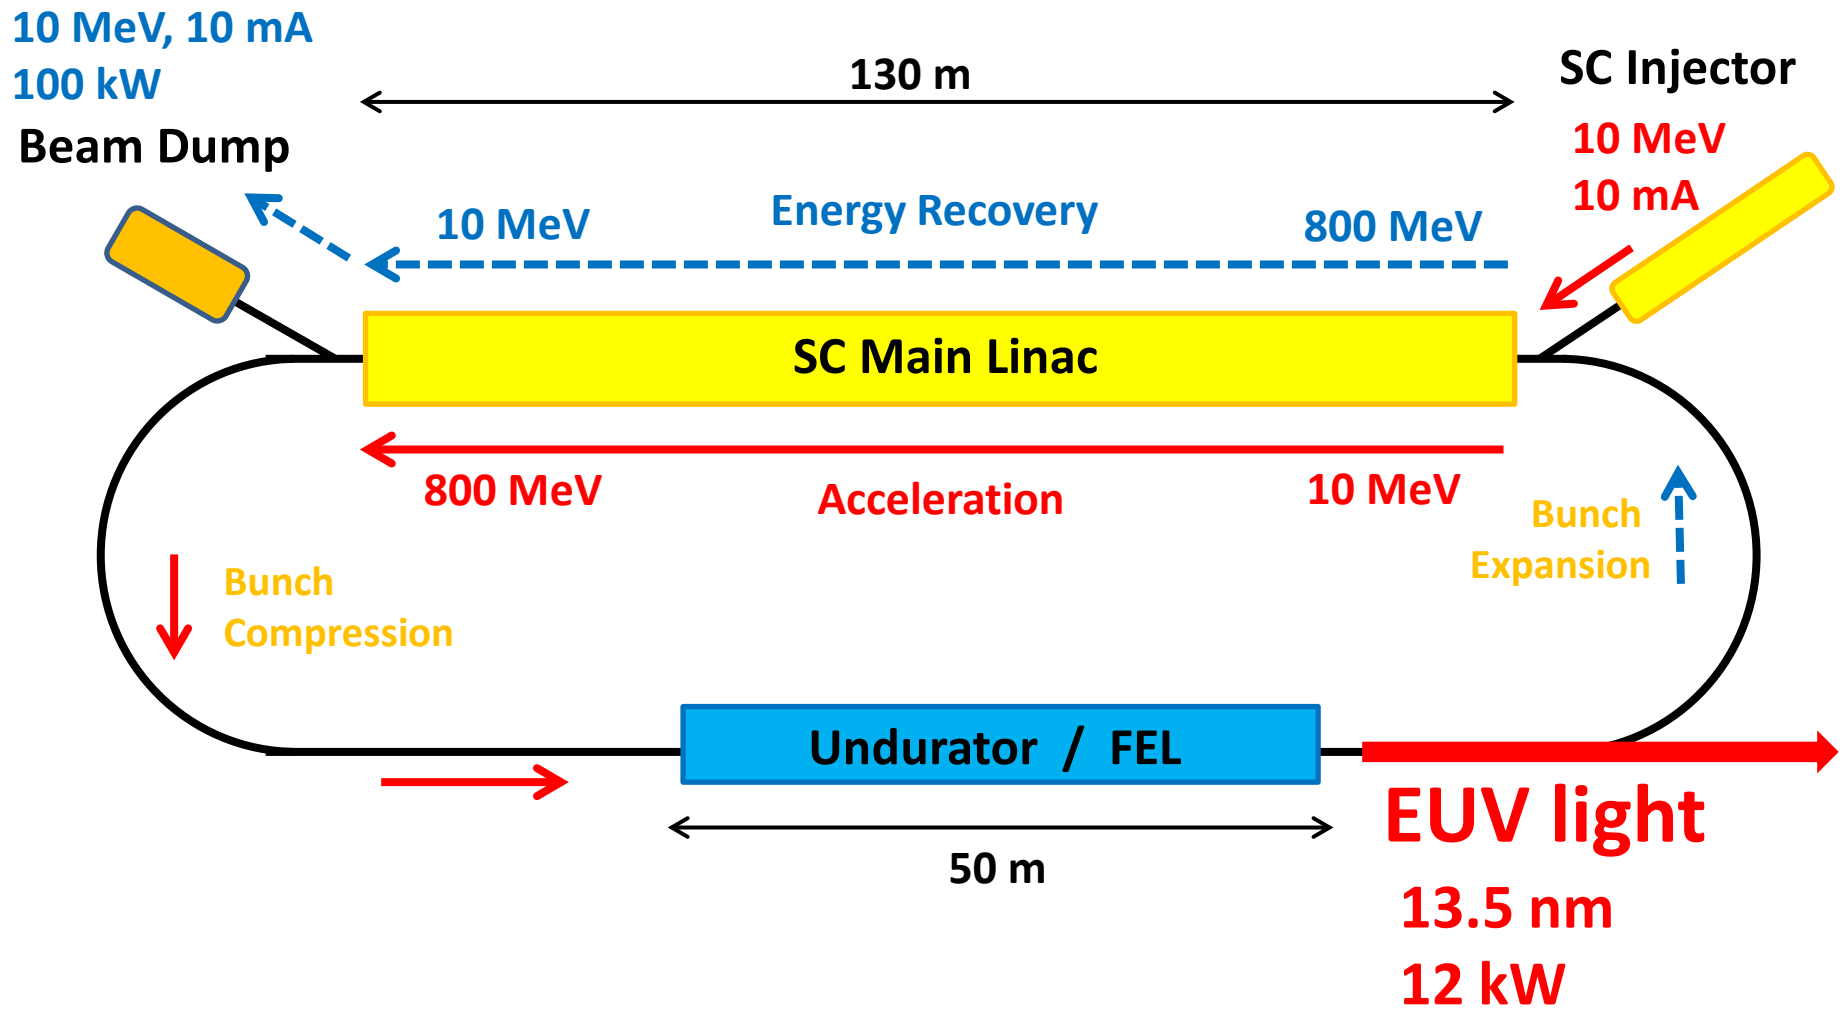 10 MeV, 10 mA
100 kW
Beam Dump
130 m
SC Injector
10 MeV
10 mA
10 MeV
Energy Recovery
800 MeV
SC Main Linac
800 MeV
Acceleration
10 MeV
Bunch
Expansion
Bunch
Compression
Undurator / FEL
50 m
EUV light
13.5 nm
12 kW